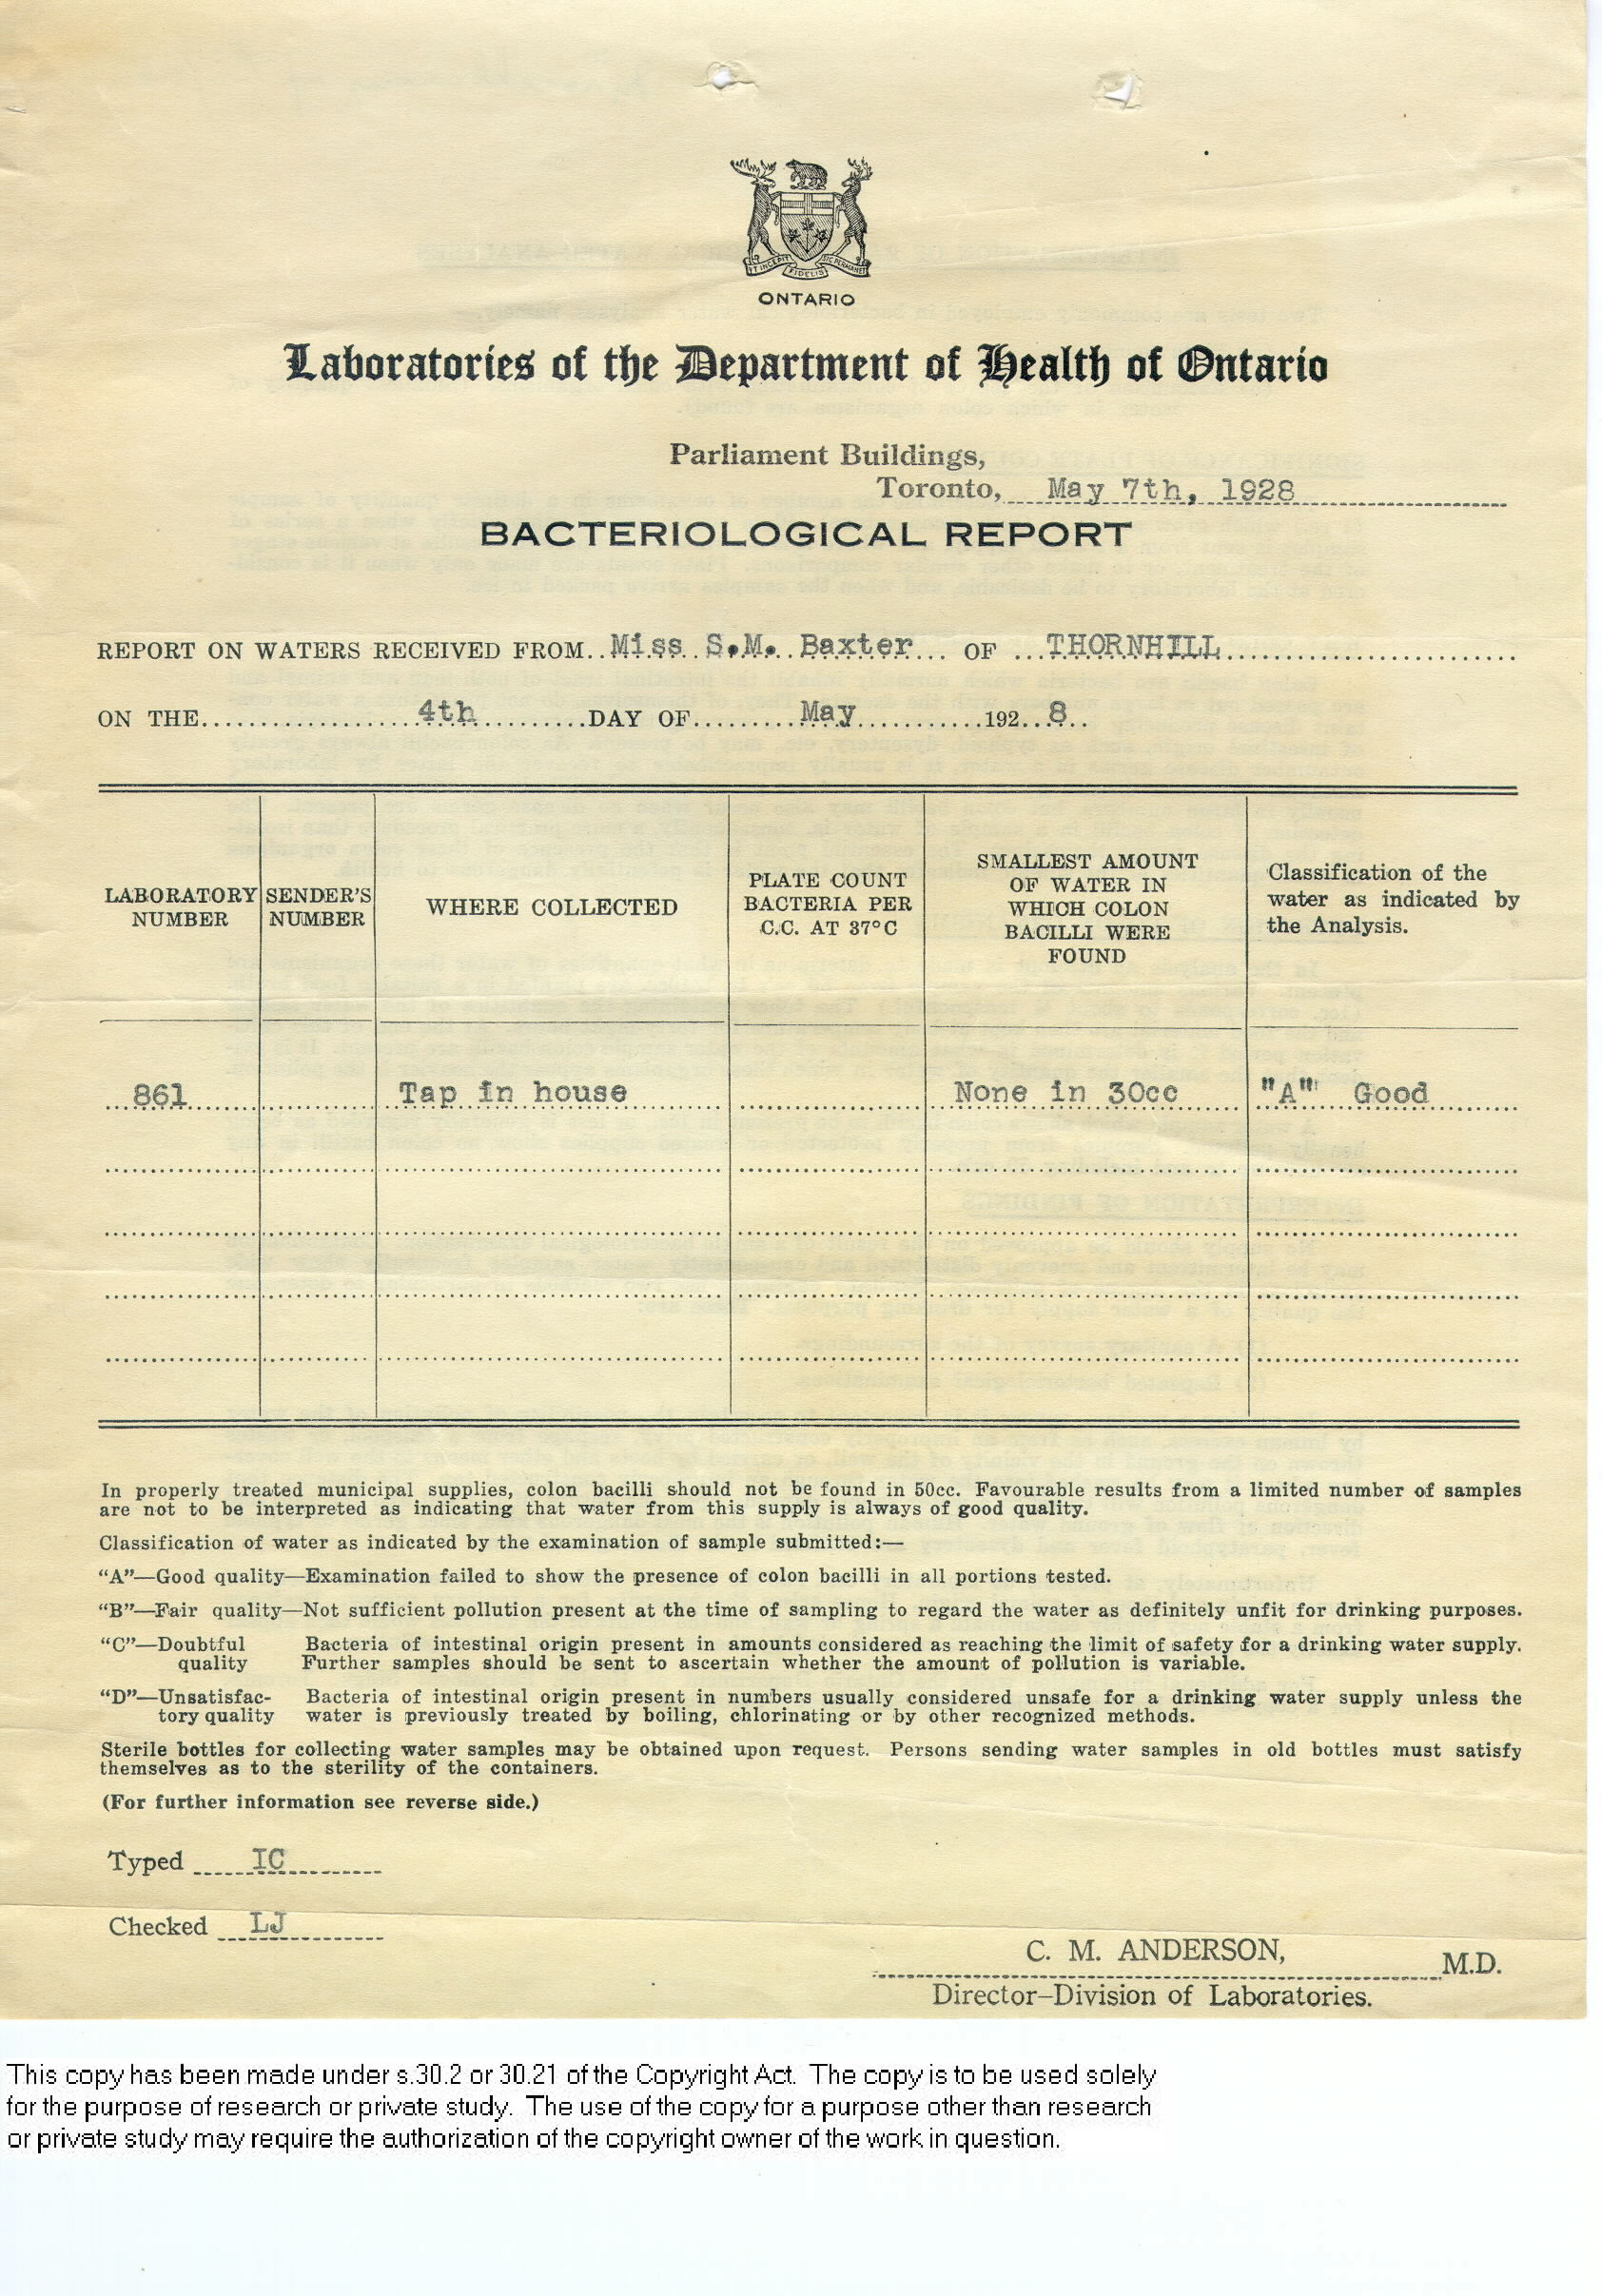 UT INCEPIT FIDELIS SIC PERMANET
ONTARIO
Laboratories of the Department of Health of Ontario
Parliament Buildings,
Toronto, May 7th, 1928
BACTERIOLOGICAL REPORT
REPORT ON WATERS RECEIVED FROM Miss S.M. Baxter OF THORNHILL
ON THE 4th DAY OF May 192 8
LABORATORY NUMBER
SENDER'S NUMBER
WHERE COLLECTED
PLATE COUNT BACTERIA PER C.C. AT 37°C
SMALLEST AMOUNT OF WATER IN WHICH COLON BACILLI WERE FOUND
Classification of the water as indicated by the Analysis.
861 Tap in house None in 30cc "A" Good
In properly treated municipal supplies, colon bacilli should not be found in 50cc. Favourable results from a limited number of samples
are not to be interpreted as indicating that water from this supply is always of good quality.
Classification of water as indicated by the examination of sample submitted:—
"A"—Good quality—Examination failed to show the presence of colon bacilli in all portions tested.
"B"—Fair quality—Not sufficient pollution present at the time of sampling to regard the water as definitely unfit for drinking purposes.
"C"—Doubtful Bacteria of intestinal origin present in amounts considered as reaching the limit of safety for a drinking water supply.
quality Further samples should be sent to ascertain whether the amount of pollution is variable.
"D"—Unsatisfac- Bacteria of intestinal origin present in numbers usually considered unsafe for a drinking water supply unless the
tory quality water is previously treated by boiling, chlorinating or by other recognized methods.
Sterile bottles for collecting water samples may be obtained upon request. Persons sending water samples in old bottles must satisfy
themselves as to the sterility of the containers.
(For further information see reverse side.)
Typed IC
Checked LJ
C. M. ANDERSON, M.D.
Director–Division of Laboratories.
This copy has been made under s.30.2 or 30.21 of the Copyright Act. The copy is to be used solely
for the purpose of research or private study. The use of the copy for a purpose other than research
or private study may require the authorization of the copyright owner of the work in question.